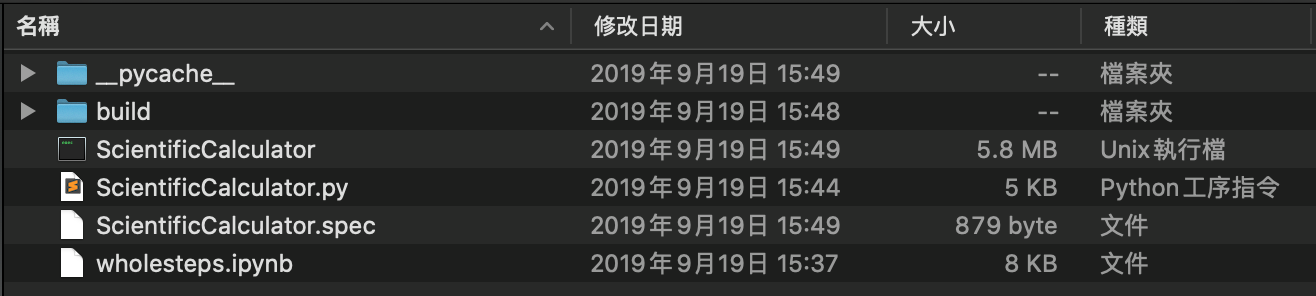 名稱 修改日期 大小 種類
__pycache__ 2019年9月19日 15:49 -- 檔案夾
build 2019年9月19日 15:48 -- 檔案夾
ScientificCalculator 2019年9月19日 15:49 5.8 MB Unix執行檔
ScientificCalculator.py 2019年9月19日 15:44 5 KB Python工序指令
ScientificCalculator.spec 2019年9月19日 15:49 879 byte 文件
wholesteps.ipynb 2019年9月19日 15:37 8 KB 文件